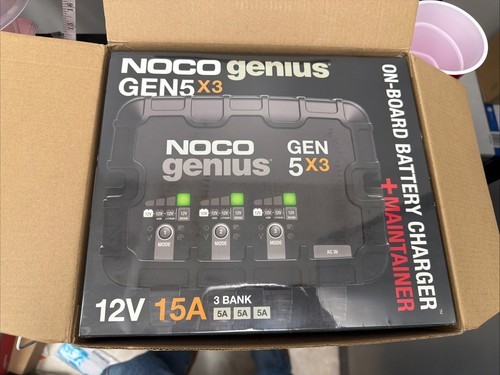 NOCO genius®
GEN5X3
ON-BOARD BATTERY CHARGER
+MAINTAINER
NOCO
genius®
GEN
5X3
MODE
MODE
MODE
12V 15A
3 BANK
5A 5A 5A